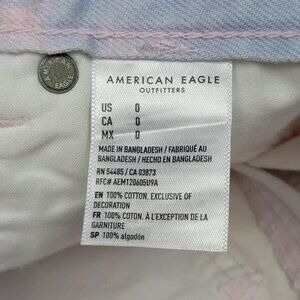 AMERICAN EAGLE
OUTFITTERS
US 0
CA 0
MX 0
MADE IN BANGLADESH / FABRIQUÉ AU
BANGLADESH / HECHO EN BANGLADESH
RN 54485 / CA 03873
RFC# AEM120605U9A
EN 100% COTTON. EXCLUSIVE OF
DECORATION
FR 100% COTON. À L'EXCEPTION DE LA
GARNITURE
SP 100% algodón
AMERICAN
EAGLE